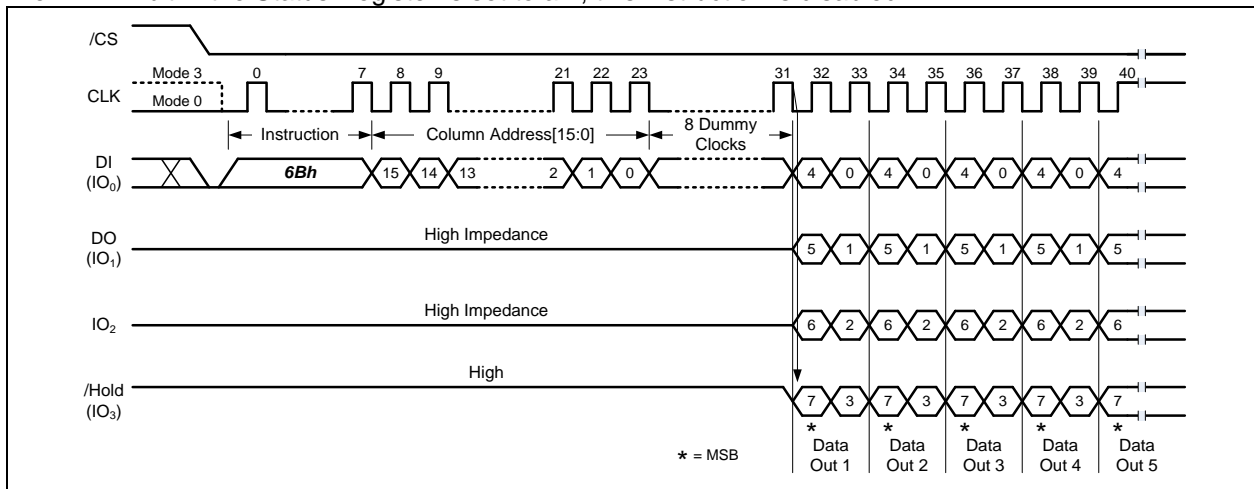 /CS
0 7 8 9 21 22 23 31 32 33 34 35 36 37 38 39 40
Mode 3
CLK
Mode 0
Instruction Column Address[15:0] 8 Dummy
Clocks
DI
(IO₀)
6Bh 15 14 13 2 1 0 4 0 4 0 4 0 4 0 4
High Impedance
DO
(IO₁)
5 1 5 1 5 1 5 1 5
High Impedance
IO₂
6 2 6 2 6 2 6 2 6
High
/Hold
(IO₃)
7 3 7 3 7 3 7 3 7
* * * * *
* = MSB
Data Data Data Data Data
Out 1 Out 2 Out 3 Out 4 Out 5